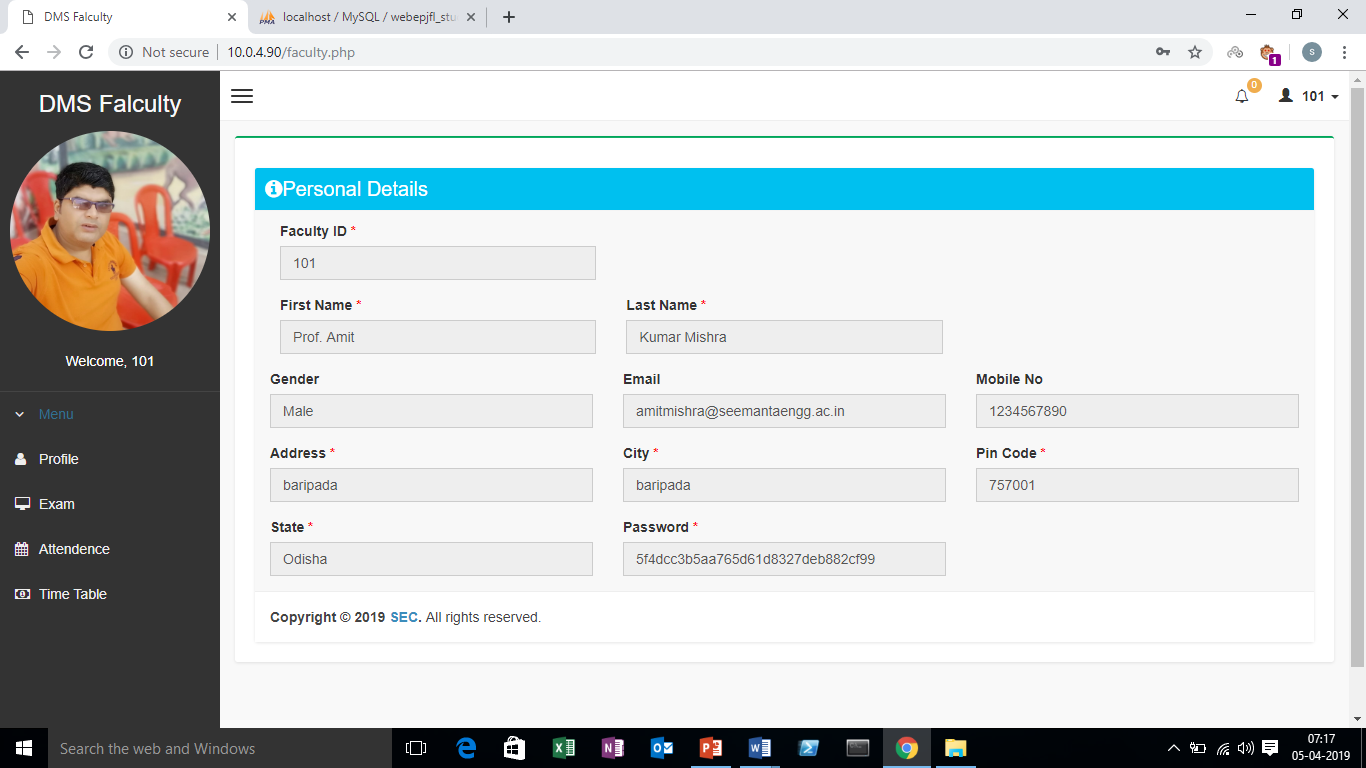 DMS Falculty
localhost / MySQL / webepjfl_stu
Not secure | 10.0.4.90/faculty.php
S
1
DMS Falculty
0
101
Personal Details
Faculty ID *
101
First Name * Last Name *
Prof. Amit Kumar Mishra
Welcome, 101
Gender Email Mobile No
Male amitmishra@seemantaengg.ac.in 1234567890
Menu
Address * City * Pin Code *
Profile
baripada baripada 757001
Exam
State * Password *
Attendence
Odisha 5f4dcc3b5aa765d61d8327deb882cf99
Time Table
Copyright © 2019 SEC. All rights reserved.
Search the web and Windows
07:17
05-04-2019